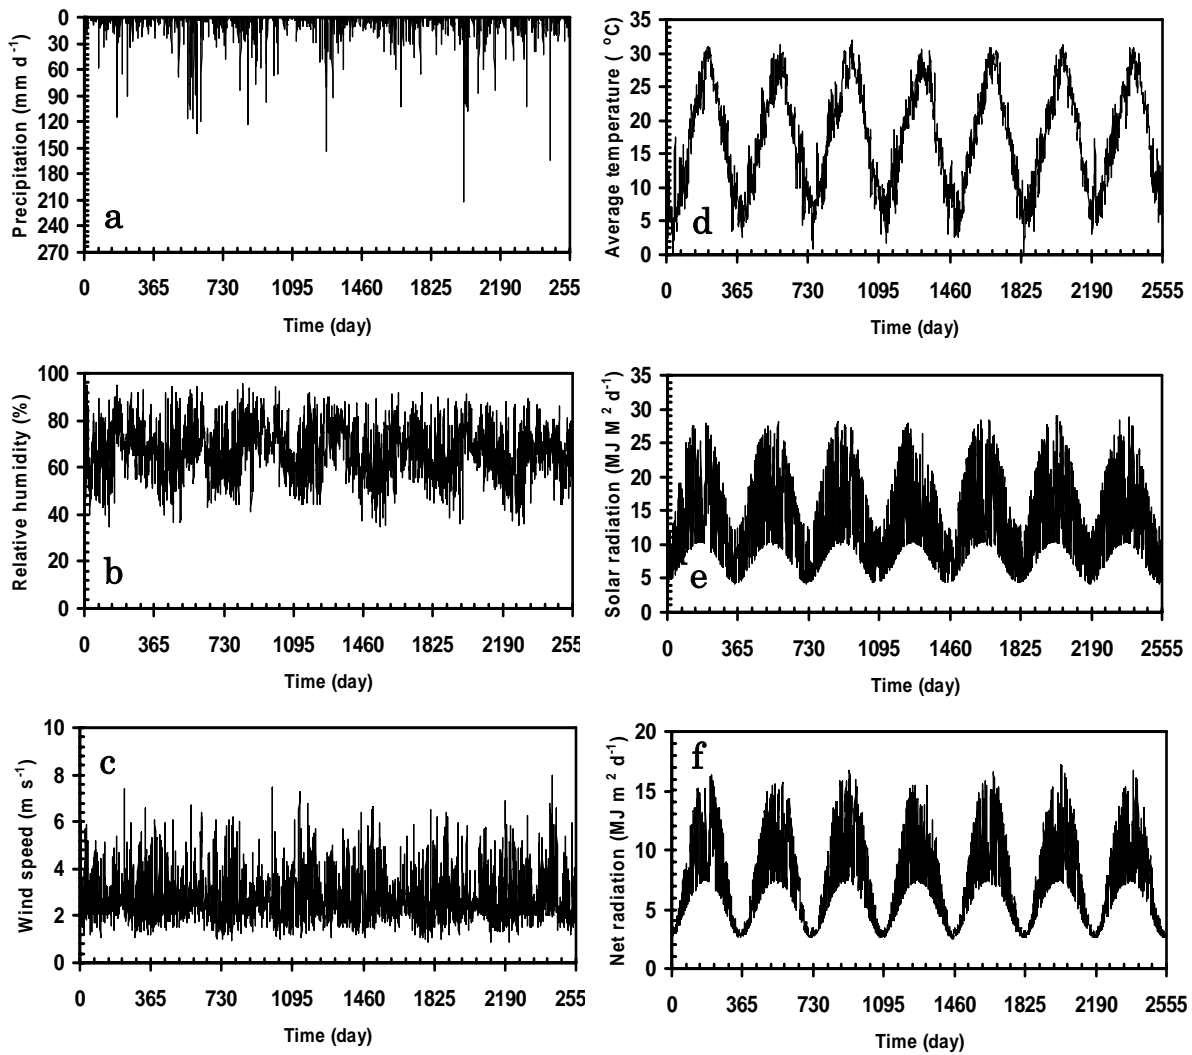 0
30
60
90
120
150
180
210
240
270
Precipitation (mm d⁻¹)
a
0 365 730 1095 1460 1825 2190 255
Time (day)
35
30
25
20
15
10
5
0
Average temperature ( °C)
d
0 365 730 1095 1460 1825 2190 2555
Time (day)
100
80
60
40
20
0
Relative humidity (%)
b
0 365 730 1095 1460 1825 2190 255
Time (day)
35
30
25
20
15
10
5
0
Solar radiation (MJ M ² d⁻¹)
e
0 365 730 1095 1460 1825 2190 2555
Time (day)
10
8
6
4
2
0
Wind speed (m s⁻¹)
c
0 365 730 1095 1460 1825 2190 255
Time (day)
20
15
10
5
0
Net radiation (MJ m ² d⁻¹)
f
0 365 730 1095 1460 1825 2190 2555
Time (day)